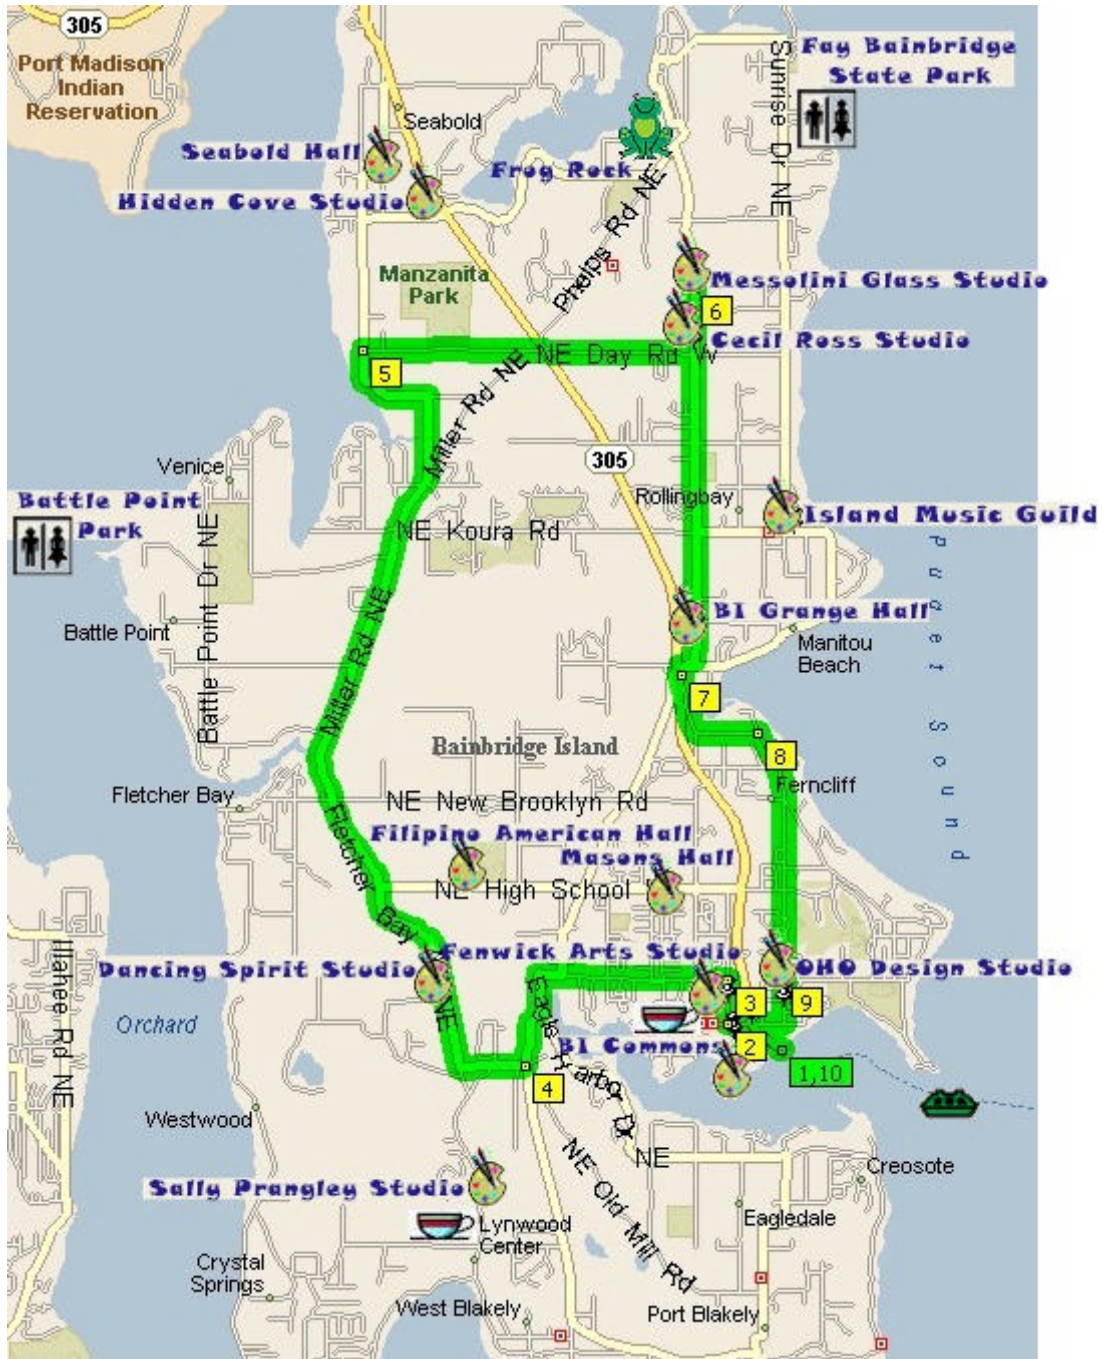 305
Port Madison
Indian
Reservation
Fay Bainbridge
State Park
Sunrise Dr NE
Seabold
Seabold Hall
Frog Rock
Hidden Cove Studio
Phelps Rd NE
Manzanita
Park
Messolini Glass Studio
6
Cecil Ross Studio
NE Day Rd W
5
Miller Rd NE
305
Venice
Rollingbay
Battle Point
Park
Island Music Guild
NE Koura Rd
Battle Point Dr NE
Puget Sound
Miller Rd NE
BI Grange Hall
Battle Point
Manitou
Beach
7
Bainbridge Island
8
Ferncliff
Fletcher Bay
NE New Brooklyn Rd
Fletcher Bay NE
Filipino American Hall
Masons Hall
NE High School
Fenwick Arts Studio
Dancing Spirit Studio
OHO Design Studio
Illahee Rd NE
Orchard
3
9
BI Commons
2
1,10
4
Eagle Harbor Dr NE
Westwood
NE Old Mill Rd
Creosote
Sally Prangley Studio
Lynwood
Center
Eagledale
Crystal
Springs
West Blakely
Port Blakely